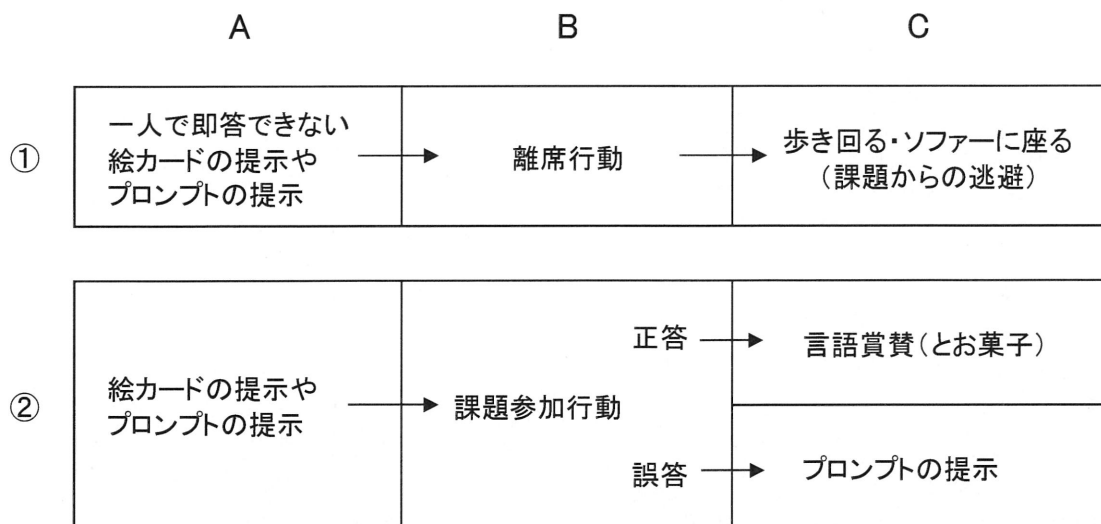 A
B
C
①
一人で即答できない
絵カードの提示や
プロンプトの提示
離席行動
歩き回る・ソファーに座る
（課題からの逃避）
②
絵カードの提示や
プロンプトの提示
課題参加行動
正答
言語賞賛（とお菓子）
誤答
プロンプトの提示